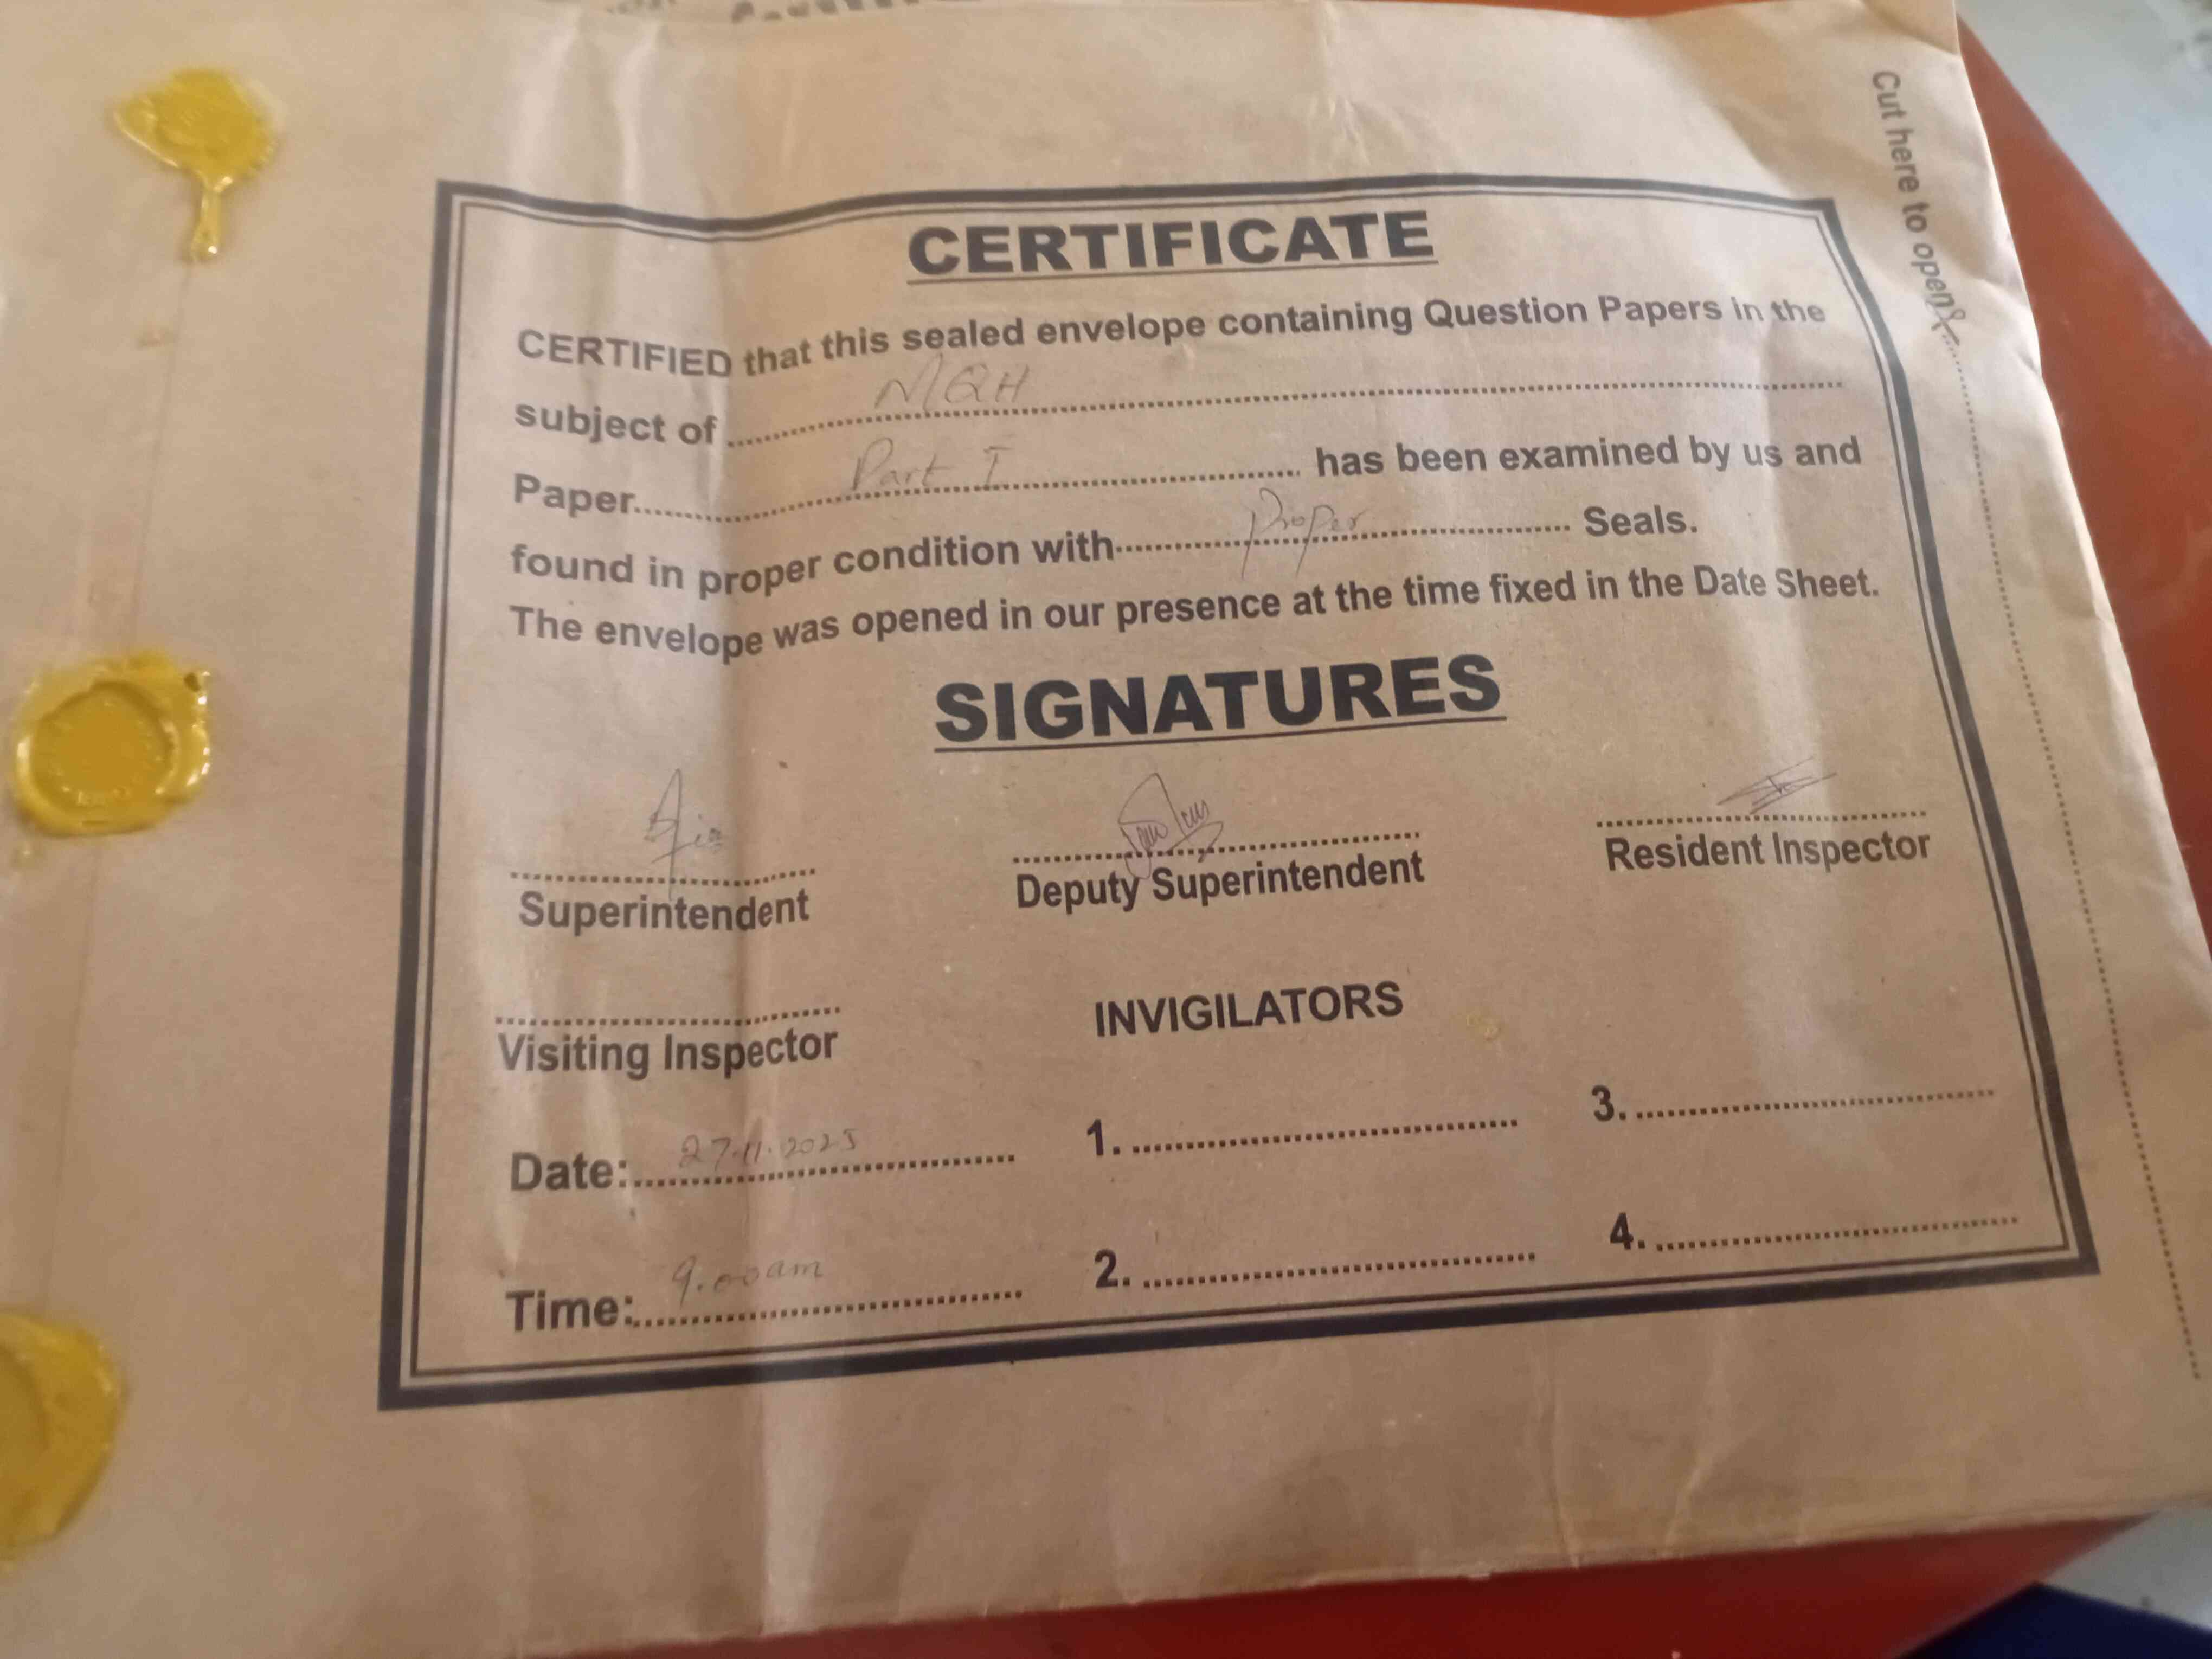 Cut here to open
CERTIFICATE
CERTIFIED that this sealed envelope containing Question Papers in the
subject of MQH
Paper Part I has been examined by us and
found in proper condition with Proper Seals.
The envelope was opened in our presence at the time fixed in the Date Sheet.
SIGNATURES
Superintendent
Deputy Superintendent
Resident Inspector
Visiting Inspector
INVIGILATORS
Date: 27.11.2025
1.
3.
Time: 9.00am
2.
4.